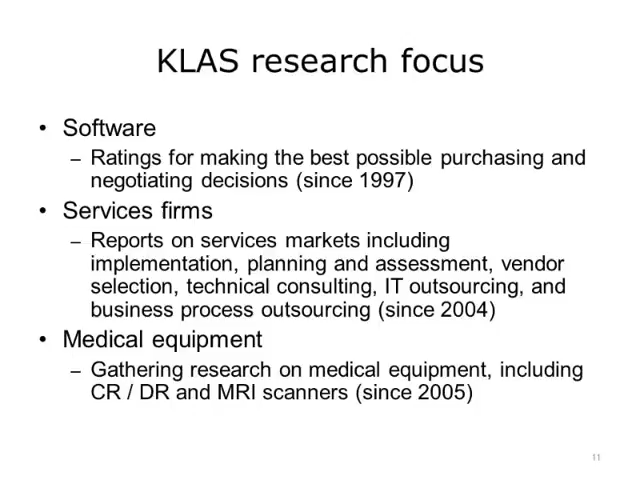 KLAS research focus
• Software
– Ratings for making the best possible purchasing and
negotiating decisions (since 1997)
• Services firms
– Reports on services markets including
implementation, planning and assessment, vendor
selection, technical consulting, IT outsourcing, and
business process outsourcing (since 2004)
• Medical equipment
– Gathering research on medical equipment, including
CR / DR and MRI scanners (since 2005)
11